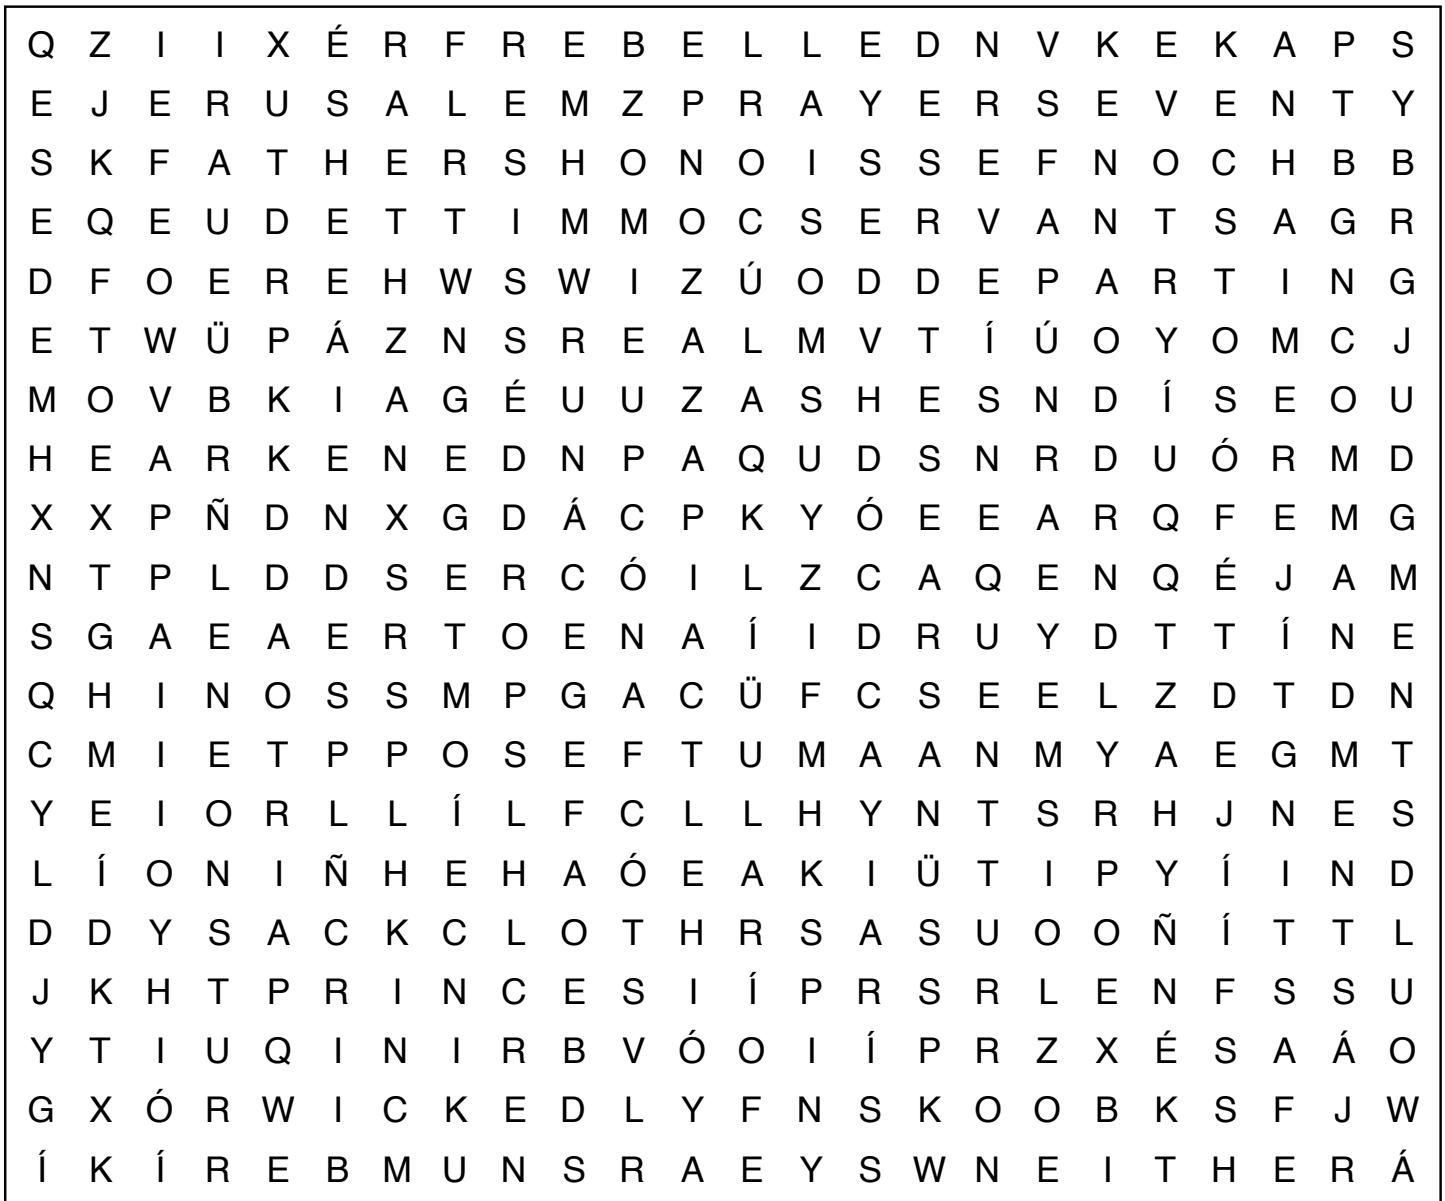 Q Z I I X É R F R E B E L L E D N V K E K A P S
E J E R U S A L E M Z P R A Y E R S E V E N T Y
S K F A T H E R S H O N O I S S E F N O C H B B
E Q E U D E T T I M M O C S E R V A N T S A G R
D F O E R E H W S W I Z Ú O D D E P A R T I N G
E T W Ü P Á Z N S R E A L M V T Í Ú O Y O M C J
M O V B K I A G É U U Z A S H E S N D Í S E O U
H E A R K E N E D N P A Q U D S N R D U Ó R M D
X X P Ñ D N X G D Á C P K Y Ó E E A R Q F E M G
N T P L D D S E R C Ó I L Z C A Q E N Q É J A M
S G A E A E R T O E N A Í I D R U Y D T T Í N E
Q H I N O S S M P G A C Ü F C S E E L Z D T D N
C M I E T P P O S E F T U M A A N M Y A E G M T
Y E I O R L L Í L F C L L H Y N T S R H J N E S
L Í O N I Ñ H E H A Ó E A K I Ü T I P Y Í I N D
D D Y S A C K C L O T H R S A S U O O Ñ Í T T L
J K H T P R I N C E S I Í P R S R L E N F S S U
Y T I U Q I N I R B V Ó O I Í P R Z X É S A Á O
G X Ó R W I C K E D L Y F N S K O O B K S F J W
Í K Í R E B M U N S R A E Y S W N E I T H E R Á